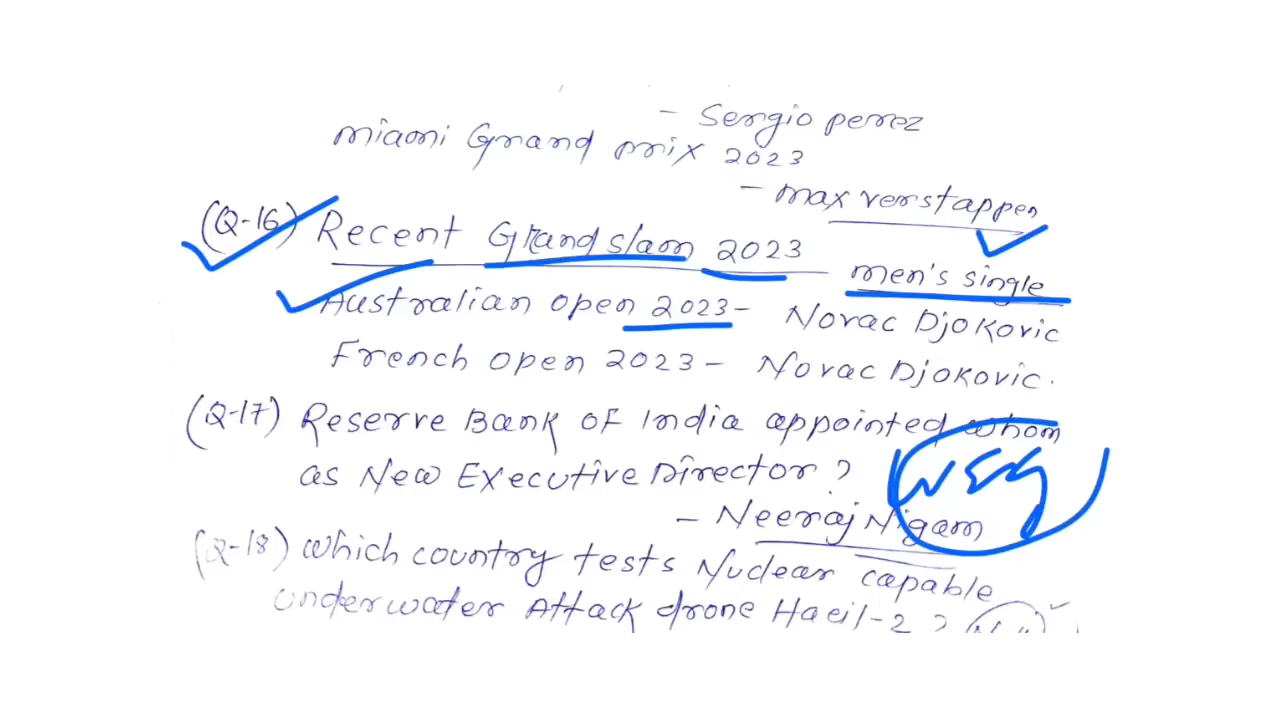 - Sergio perez
Miami Grand prix 2023
- Max verstappen
(Q-16) Recent Grand slam 2023
men's single
Australian open 2023 - Novac Djokovic
French open 2023 - Novac Djokovic.
(Q-17) Reserve Bank of India appointed whom
as New Executive Director ?
- Neeraj Nigam
(Q-18) which country tests Nuclear capable
underwater Attack drone Haeil-2 ?